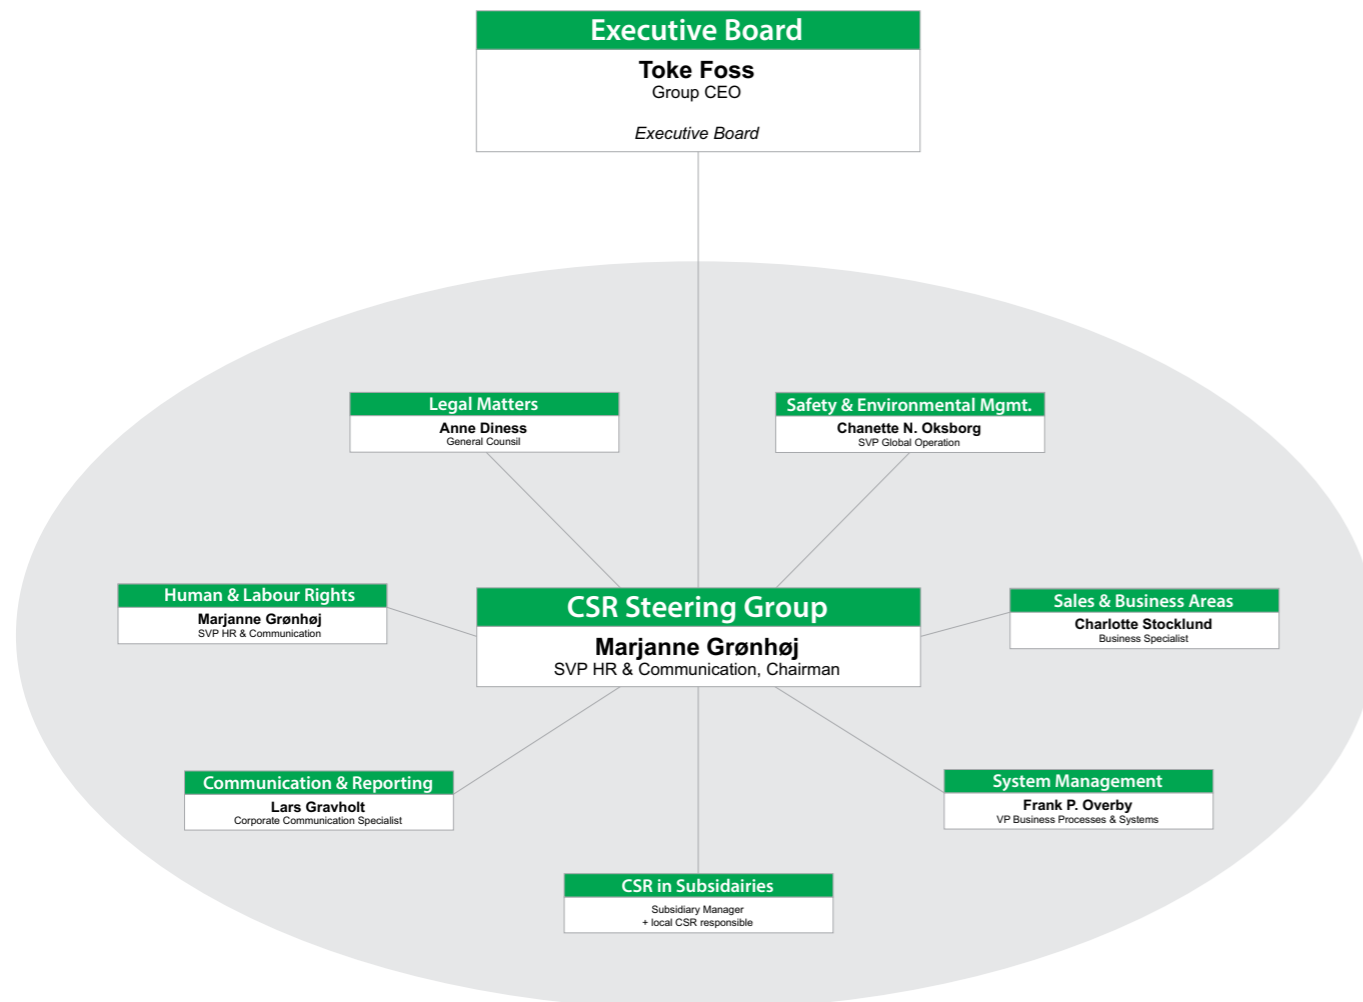 Executive Board
Toke Foss
Group CEO
Executive Board
Legal Matters
Anne Diness
General Counsil
Safety & Environmental Mgmt.
Chanette N. Oksborg
SVP Global Operation
Human & Labour Rights
Marjanne Grønhøj
SVP HR & Communication
CSR Steering Group
Marjanne Grønhøj
SVP HR & Communication, Chairman
Sales & Business Areas
Charlotte Stocklund
Business Specialist
Communication & Reporting
Lars Gravholt
Corporate Communication Specialist
System Management
Frank P. Overby
VP Business Processes & Systems
CSR in Subsidairies
Subsidiary Manager
+ local CSR responsible